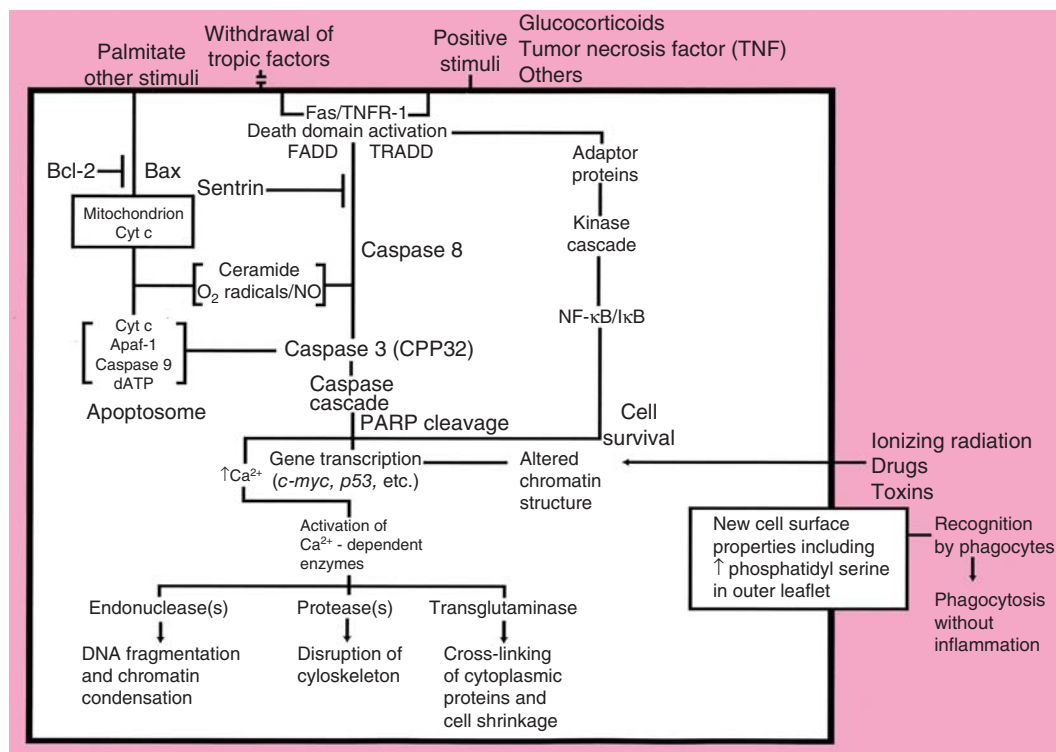 Palmitate
other stimuli
Withdrawal of
tropic factors
Positive
stimuli
Glucocorticoids
Tumor necrosis factor (TNF)
Others
Fas/TNFR-1
Death domain activation
FADD TRADD
Adaptor
proteins
Bcl-2
Bax
Sentrin
Mitochondrion
Cyt c
Kinase
cascade
Caspase 8
Ceramide
O₂ radicals/NO
NF-κB/IκB
Cyt c
Apaf-1
Caspase 9
dATP
Apoptosome
Caspase 3 (CPP32)
Caspase
cascade
PARP cleavage
Cell
survival
↑Ca²⁺
Gene transcription
(c-myc, p53, etc.)
Altered
chromatin
structure
Ionizing radiation
Drugs
Toxins
Activation of
Ca²⁺ - dependent
enzymes
New cell surface
properties including
↑ phosphatidyl serine
in outer leaflet
Recognition
by phagocytes
Phagocytosis
without
inflammation
Endonuclease(s)
Protease(s)
Transglutaminase
DNA fragmentation
and chromatin
condensation
Disruption of
cyloskeleton
Cross-linking
of cytoplasmic
proteins and
cell shrinkage